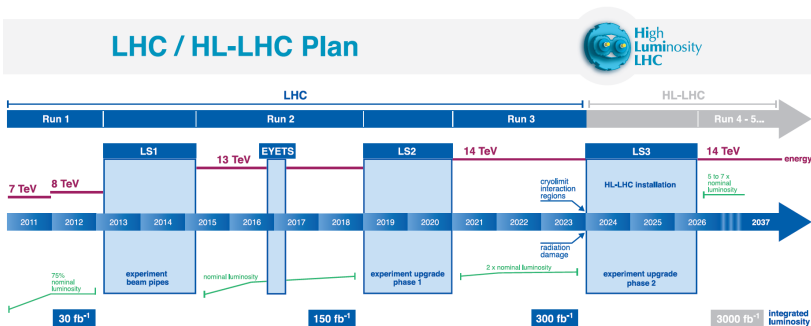 LHC / HL-LHC Plan
High
Luminosity
LHC
LHC
HL-LHC
Run 1
Run 2
Run 3
Run 4 - 5...
LS1
EYETS
LS2
LS3
7 TeV
8 TeV
13 TeV
14 TeV
14 TeV
energy
cryolimit
interaction
regions
HL-LHC installation
5 to 7 x
nominal
luminosity
2011 2012 2013 2014 2015 2016 2017 2018 2019 2020 2021 2022 2023 2024 2025 2026 2037
radiation
damage
75%
nominal
luminosity
experiment
beam pipes
nominal luminosity
experiment upgrade
phase 1
2 x nominal luminosity
experiment upgrade
phase 2
30 fb⁻¹
150 fb⁻¹
300 fb⁻¹
3000 fb⁻¹
integrated
luminosity